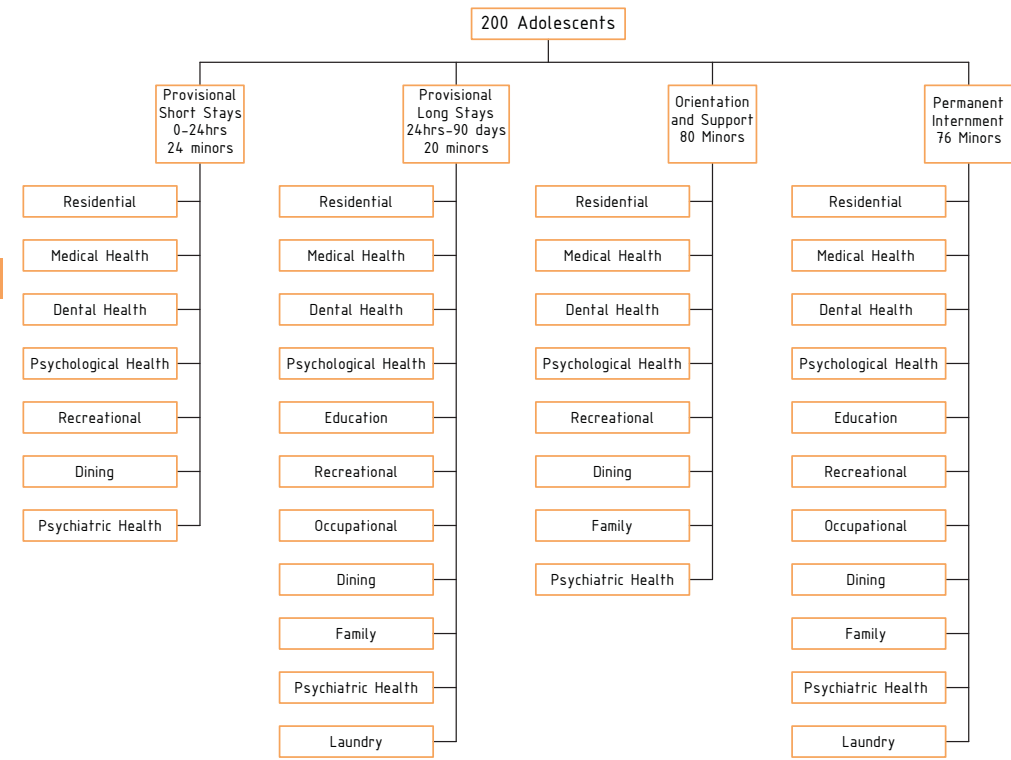 200 Adolescents
Provisional
Short Stays
0-24hrs
24 minors
Residential
Medical Health
Dental Health
Psychological Health
Recreational
Dining
Psychiatric Health
Provisional
Long Stays
24hrs-90 days
20 minors
Residential
Medical Health
Dental Health
Psychological Health
Education
Recreational
Occupational
Dining
Family
Psychiatric Health
Laundry
Orientation
and Support
80 Minors
Residential
Medical Health
Dental Health
Psychological Health
Recreational
Dining
Family
Psychiatric Health
Permanent
Internment
76 Minors
Residential
Medical Health
Dental Health
Psychological Health
Education
Recreational
Occupational
Dining
Family
Psychiatric Health
Laundry